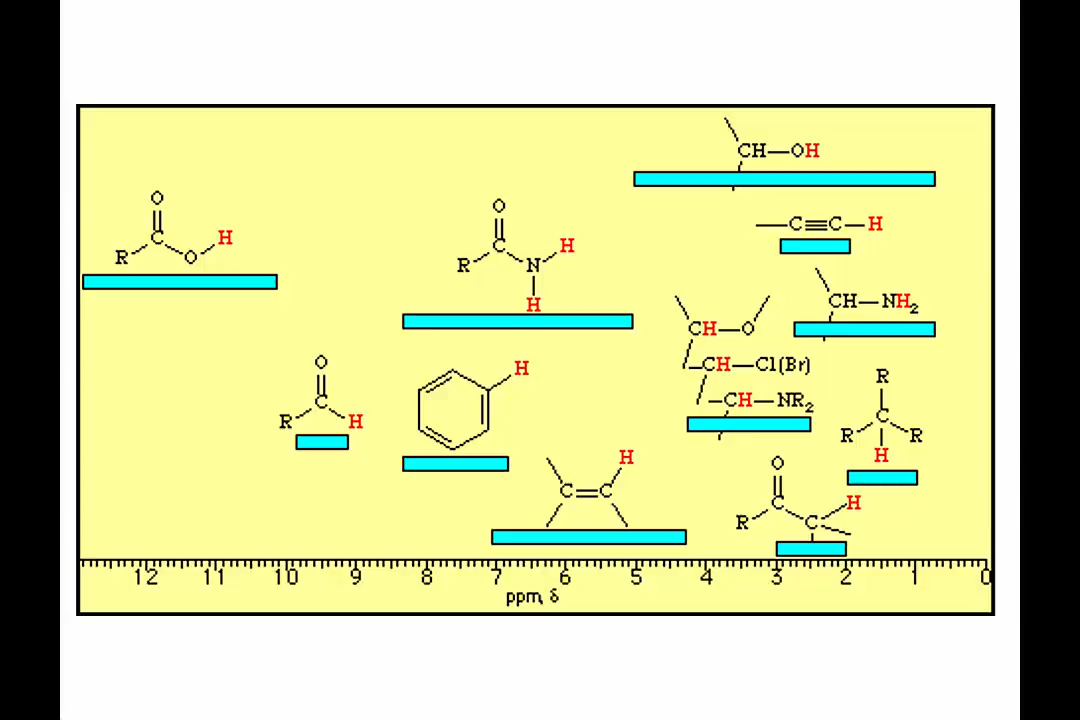 CH—OH
O
R C O H
O
R C N H
H
—C≡C—H
CH—NH2
CH—O
CH—Cl(Br)
CH—NR2
O
R C H
H
R
C
R R
H
C=C H
O
R C C H
12 11 10 9 8 7 6 5 4 3 2 1 0
ppm, δ